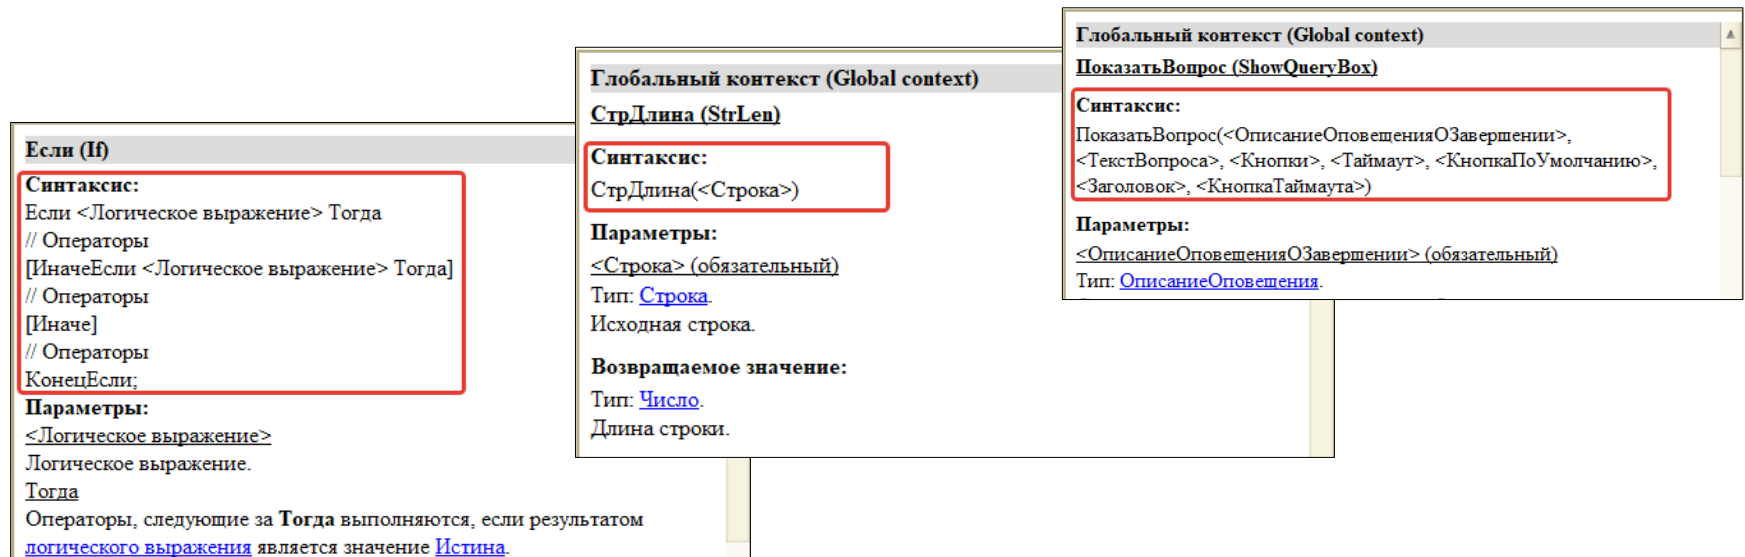 Если (If)
Синтаксис:
Если <Логическое выражение> Тогда
// Операторы
[ИначеЕсли <Логическое выражение> Тогда]
// Операторы
[Иначе]
// Операторы
КонецЕсли;
Параметры:
<Логическое выражение>
Логическое выражение.
Тогда
Операторы, следующие за Тогда выполняются, если результатом
логического выражения является значение Истина.
Глобальный контекст (Global context)
СтрДлина (StrLen)
Синтаксис:
СтрДлина(<Строка>)
Параметры:
<Строка> (обязательный)
Тип: Строка.
Исходная строка.
Возвращаемое значение:
Тип: Число.
Длина строки.
Глобальный контекст (Global context)
ПоказатьВопрос (ShowQueryBox)
Синтаксис:
ПоказатьВопрос(<ОписаниеОповещенияОЗавершении>,
<ТекстВопроса>, <Кнопки>, <Таймаут>, <КнопкаПоУмолчанию>,
<Заголовок>, <КнопкаТаймаута>)
Параметры:
<ОписаниеОповещенияОЗавершении> (обязательный)
Тип: ОписаниеОповещения.